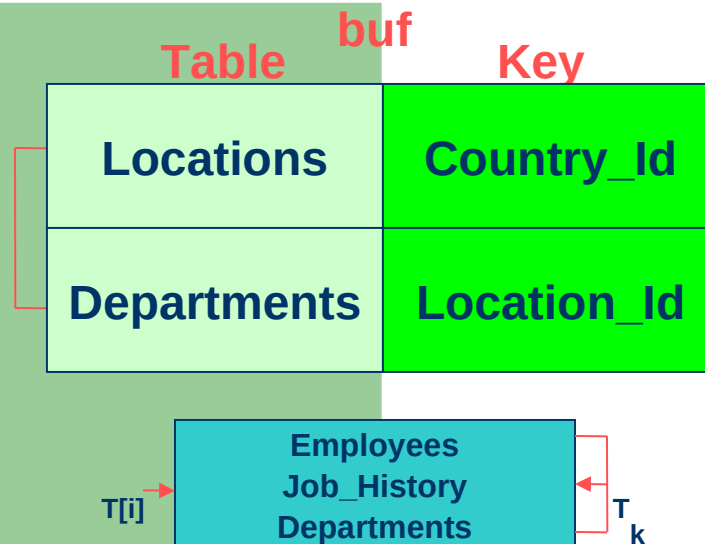 buf
Table Key
Locations Country_Id
Departments Location_Id
Employees
Job_History
T[i]
T
Departments
k